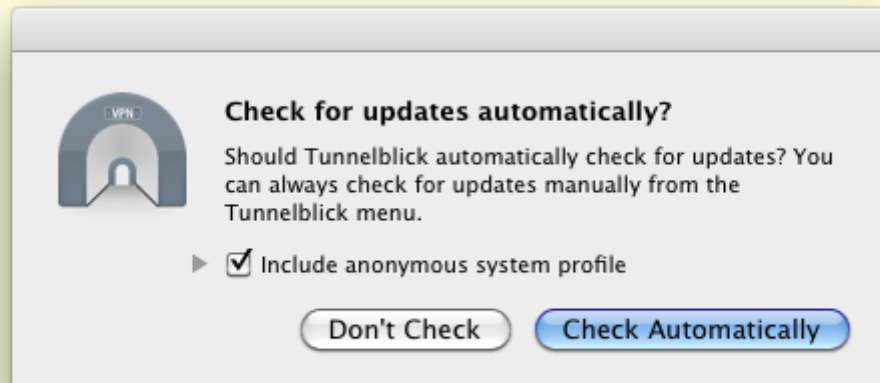 VPN
Check for updates automatically?
Should Tunnelblick automatically check for updates? You
can always check for updates manually from the
Tunnelblick menu.
Include anonymous system profile
Don't Check
Check Automatically